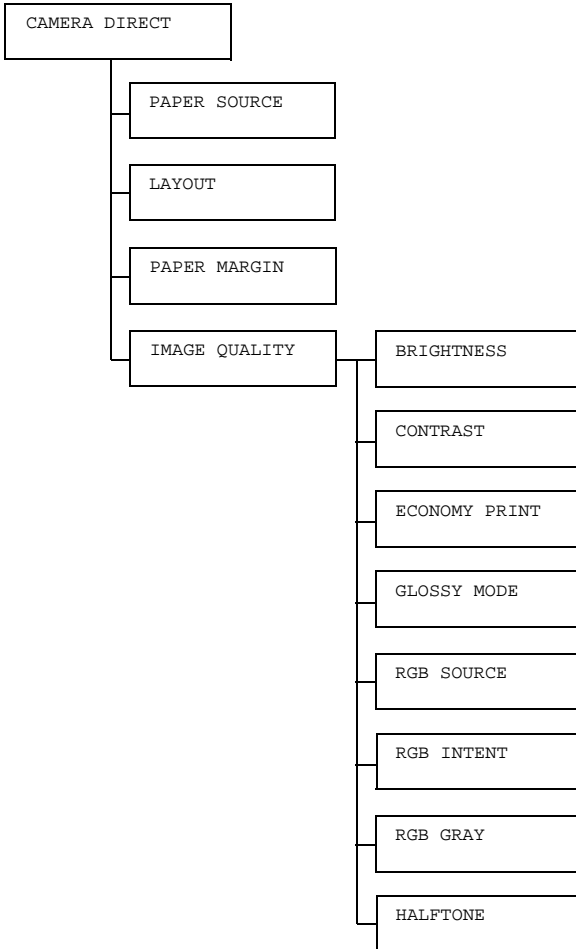 CAMERA DIRECT
PAPER SOURCE
LAYOUT
PAPER MARGIN
IMAGE QUALITY
BRIGHTNESS
CONTRAST
ECONOMY PRINT
GLOSSY MODE
RGB SOURCE
RGB INTENT
RGB GRAY
HALFTONE